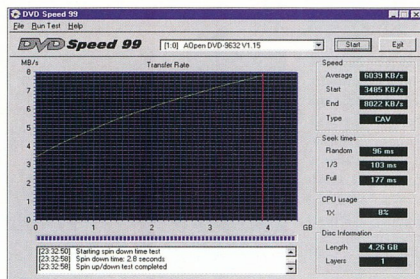 DVD Speed 99
File Run Test Help
DVD Speed 99
[1:0] AOpen DVD-9632 V1.15
Start
Exit
MB/s
Transfer Rate
8
7
6
5
4
3
2
1
0
0 1 2 3 4 GB
Speed
Average 6039 KB/s
Start 3485 KB/s
End 8022 KB/s
Type CAV
Seek times
Random 96 ms
1/3 103 ms
Full 177 ms
CPU usage
1X 8%
Disc Information
Length 4.26 GB
Layers 1
[23:32:50] Starting spin down time test
[23:32:58] Spin down time: 2.8 seconds
[23:32:58] Spin up/down test completed